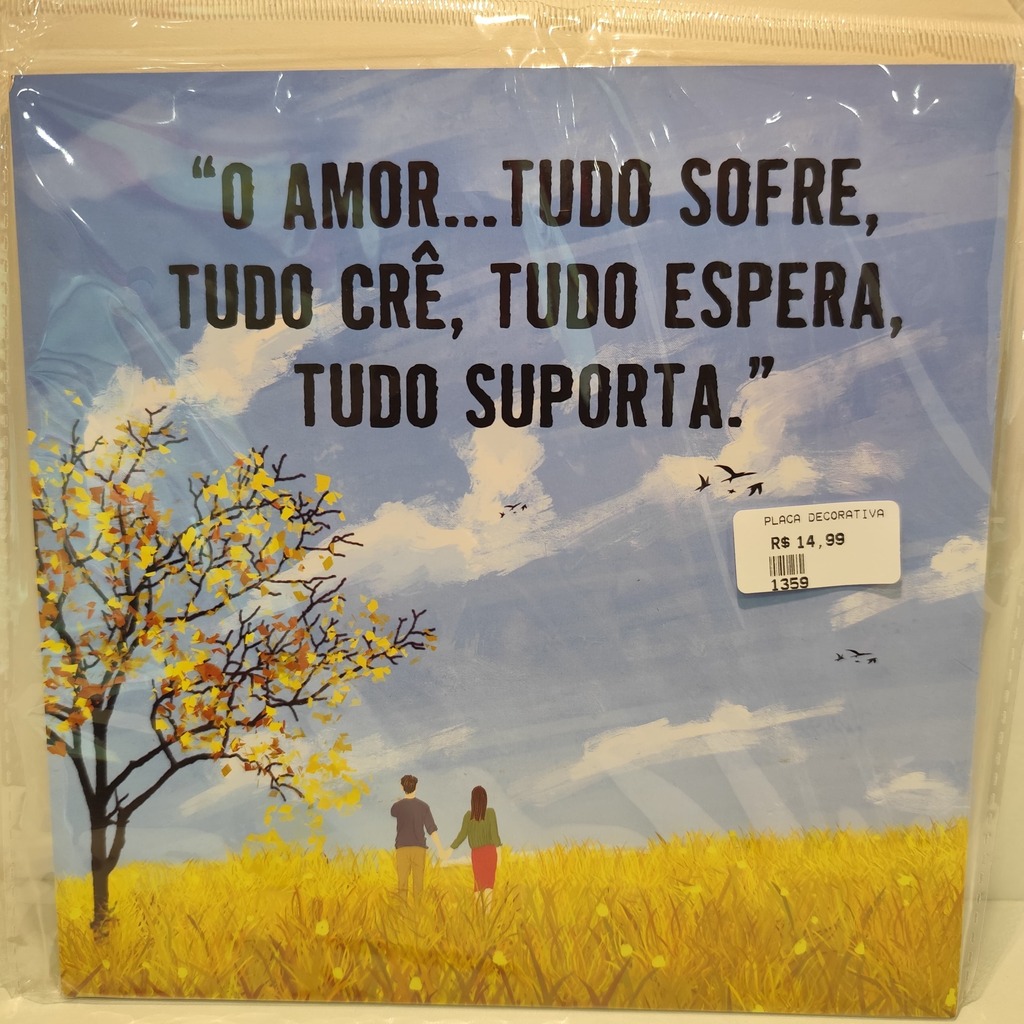 “O AMOR...TUDO SOFRE,
TUDO CRÊ, TUDO ESPERA,
TUDO SUPORTA.”
PLACA DECORATIVA
R$ 14,99
1359